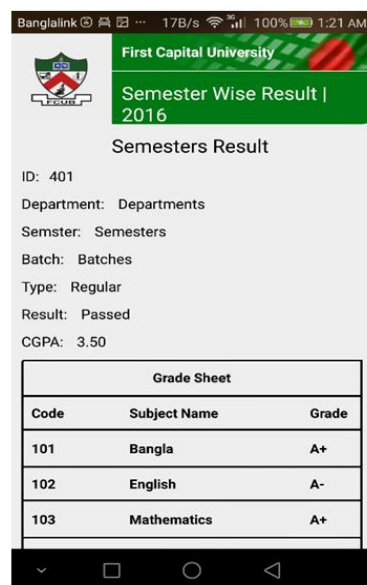 Banglalink ... 17B/s 3G 100% 1:21 AM
First Capital University
Semester Wise Result |
2016
FCUB
Semesters Result
ID: 401
Department: Departments
Semster: Semesters
Batch: Batches
Type: Regular
Result: Passed
CGPA: 3.50
Grade Sheet
Code Subject Name Grade
101 Bangla A+
102 English A-
103 Mathematics A+